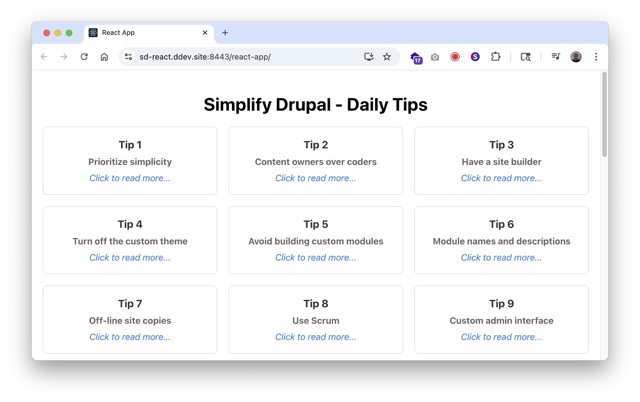 React App
sd-react.ddev.site:8443/react-app/
17
S
Simplify Drupal - Daily Tips
Tip 1
Prioritize simplicity
Click to read more...
Tip 2
Content owners over coders
Click to read more...
Tip 3
Have a site builder
Click to read more...
Tip 4
Turn off the custom theme
Click to read more...
Tip 5
Avoid building custom modules
Click to read more...
Tip 6
Module names and descriptions
Click to read more...
Tip 7
Off-line site copies
Click to read more...
Tip 8
Use Scrum
Click to read more...
Tip 9
Custom admin interface
Click to read more...